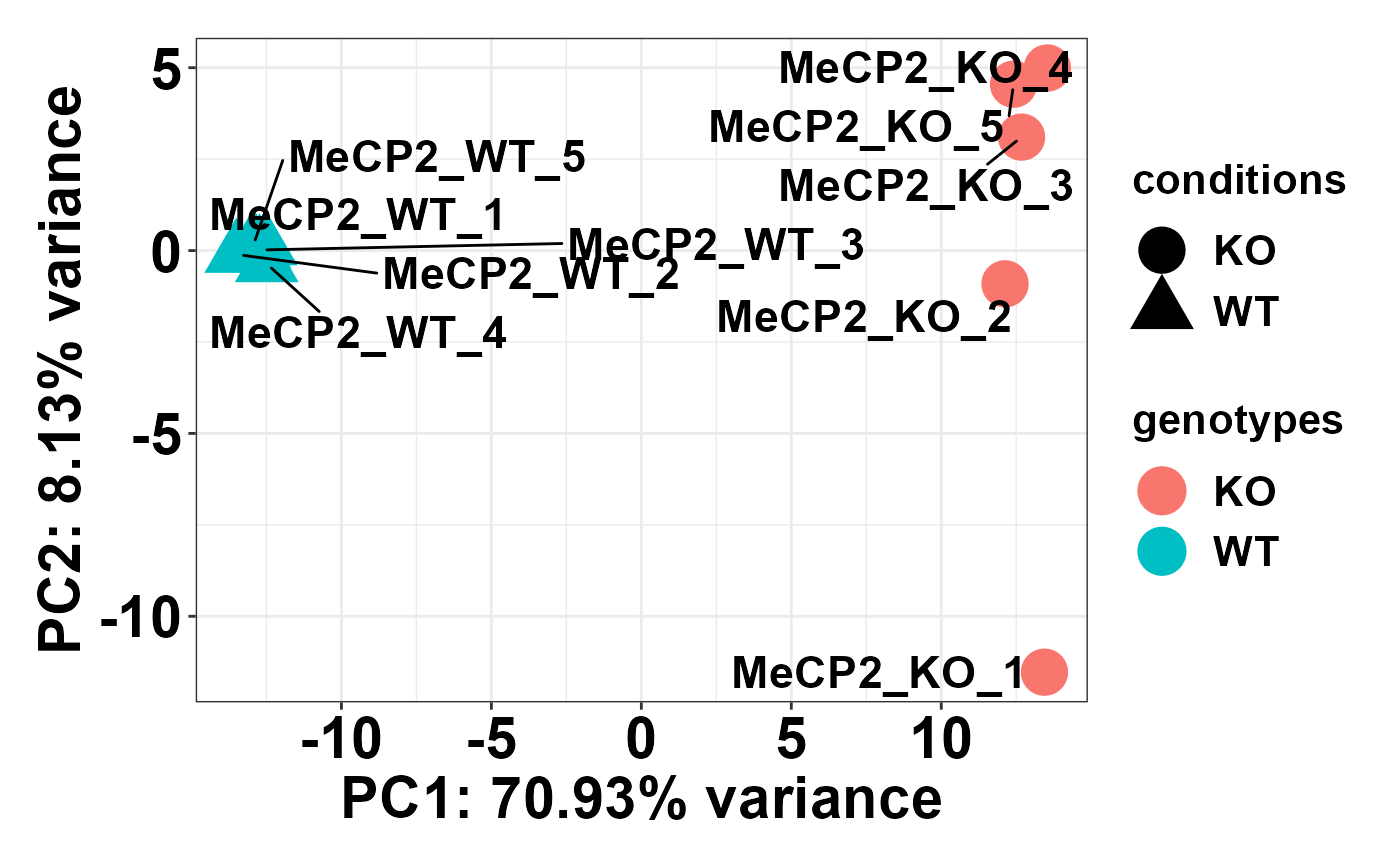 PC2: 8.13% variance
5
0
-5
-10
MeCP2_KO_4
MeCP2_KO_5
MeCP2_WT_5
MeCP2_KO_3
MeCP2_WT_1
MeCP2_WT_3
MeCP2_WT_2
MeCP2_KO_2
MeCP2_WT_4
MeCP2_KO_1
-10 -5 0 5 10
PC1: 70.93% variance
conditions
KO
WT
genotypes
KO
WT